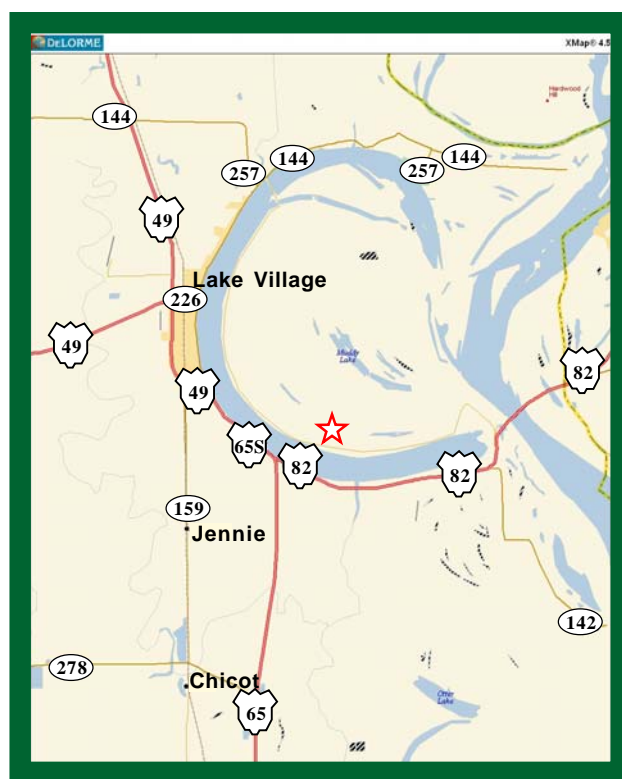 DeLORME
XMap® 4.5
Hardwood
Hill
144
257
144
257
144
49
Lake Village
226
49
82
Muddy
Lake
49
65S
82
82
159
Jennie
142
278
Chicot
Otter
Lake
65